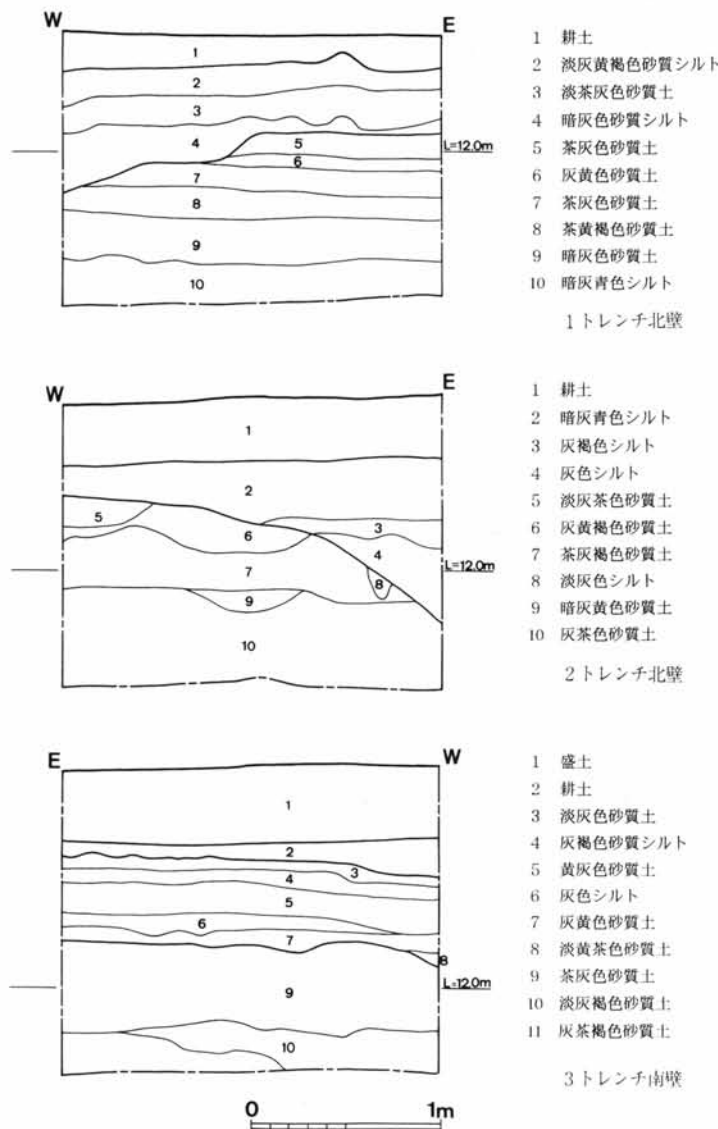 W
E
1
2
3
4
5
6
7
8
9
10
L=12.0m
1 耕土
2 淡灰黄褐色砂質シルト
3 淡茶灰色砂質土
4 暗灰色砂質シルト
5 茶灰色砂質土
6 灰黄色砂質土
7 茶灰色砂質土
8 茶黄褐色砂質土
9 暗灰色砂質土
10 暗灰青色シルト
1トレンチ北壁
W
E
1
2
5
3
6
4
7
8
9
10
L=12.0m
1 耕土
2 暗灰青色シルト
3 灰褐色シルト
4 灰色シルト
5 淡灰茶色砂質土
6 灰黄褐色砂質土
7 茶灰褐色砂質土
8 淡灰色シルト
9 暗灰黄色砂質土
10 灰茶色砂質土
2トレンチ北壁
E
W
1
2
3
4
5
6
7
8
9
10
L=12.0m
1 盛土
2 耕土
3 淡灰色砂質土
4 灰褐色砂質シルト
5 黄灰色砂質土
6 灰色シルト
7 灰黄色砂質土
8 淡黄茶色砂質土
9 茶灰色砂質土
10 淡灰褐色砂質土
11 灰茶褐色砂質土
3トレンチ南壁
0 1m